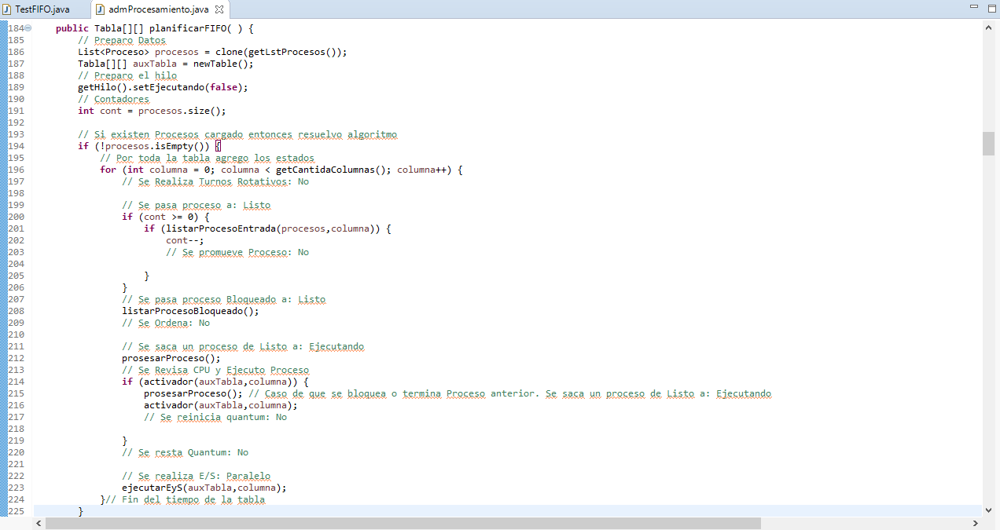 TestFIFO.java admProcesamiento.java
184 public Tabla[][] planificarFIFO( ) {
185 // Preparo Datos
186 List<Proceso> procesos = clone(getLstProcesos());
187 Tabla[][] auxTabla = newTable();
188 // Preparo el hilo
189 getHilo().setEjecutando(false);
190 // Contadores
191 int cont = procesos.size();
192
193 // Si existen Procesos cargado entonces resuelvo algoritmo
194 if (!procesos.isEmpty()) {
195 // Por toda la tabla agrego los estados
196 for (int columna = 0; columna < getCantidaColumnas(); columna++) {
197 // Se Realiza Turnos Rotativos: No
198
199 // Se pasa proceso a: Listo
200 if (cont >= 0) {
201 if (listarProcesoEntrada(procesos,columna)) {
202 cont--;
203 // Se promueve Proceso: No
204
205 }
206 }
207 // Se pasa proceso Bloqueado a: Listo
208 listarProcesoBloqueado();
209 // Se Ordena: No
210
211 // Se saca un proceso de Listo a: Ejecutando
212 prosesarProceso();
213 // Se Revisa CPU y Ejecuto Proceso
214 if (activador(auxTabla,columna)) {
215 prosesarProceso(); // Caso de que se bloquea o termina Proceso anterior. Se saca un proceso de Listo a: Ejecutando
216 activador(auxTabla,columna);
217 // Se reinicia quantum: No
218
219 }
220 // Se resta Quantum: No
221
222 // Se realiza E/S: Paralelo
223 ejecutarEyS(auxTabla,columna);
224 }// Fin del tiempo de la tabla
225 }